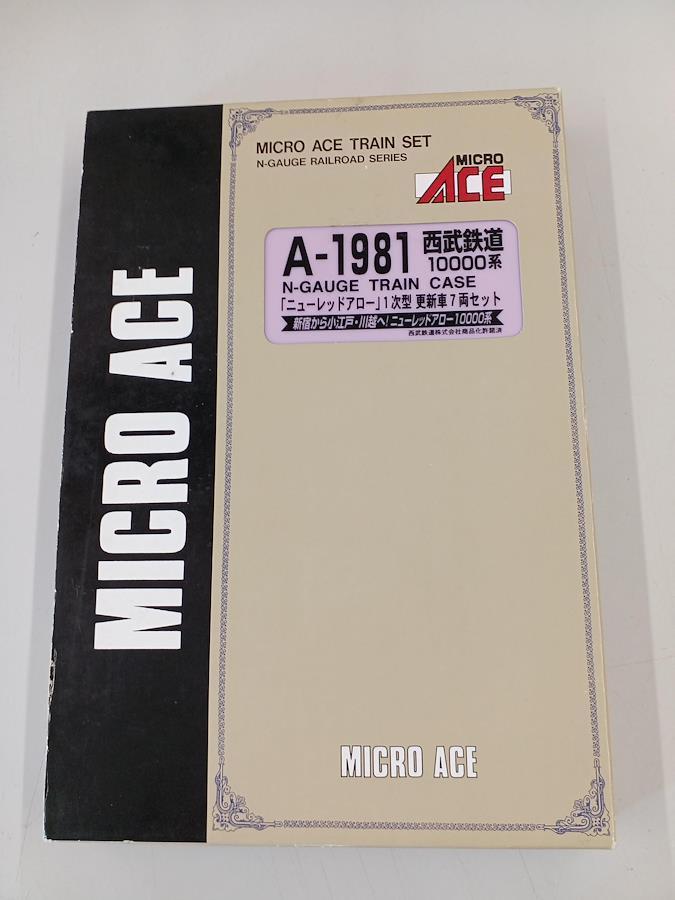 MICRO ACE
MICRO ACE TRAIN SET
N-GAUGE RAILROAD SERIES
MICRO
ACE
A-1981 西武鉄道
10000系
N-GAUGE TRAIN CASE
「ニューレッドアロー」1次型 更新車7両セット
新宿から小江戸・川越へ!ニューレッドアロー10000系
西武鉄道株式会社商品化許諾済
MICRO ACE